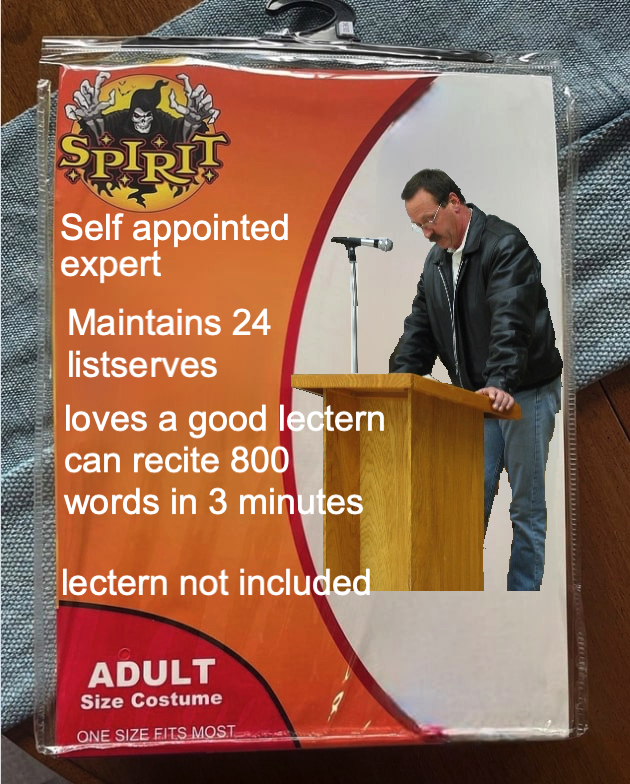 SPIRIT
Self appointed
expert
Maintains 24
listserves
loves a good lectern
can recite 800
words in 3 minutes
lectern not included
ADULT
Size Costume
ONE SIZE FITS MOST